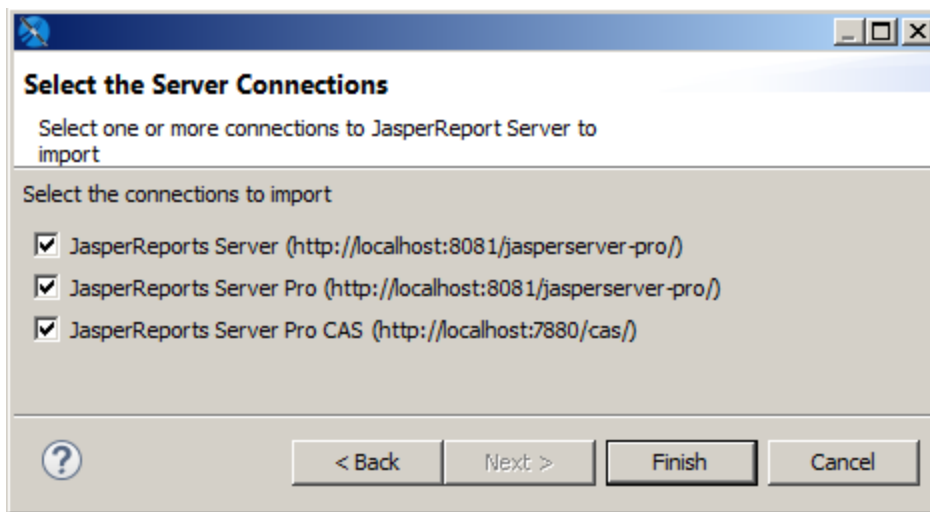 Select the Server Connections
Select one or more connections to JasperReport Server to
import
Select the connections to import
JasperReports Server (http://localhost:8081/jasperserver-pro/)
JasperReports Server Pro (http://localhost:8081/jasperserver-pro/)
JasperReports Server Pro CAS (http://localhost:7880/cas/)
? < Back Next > Finish Cancel